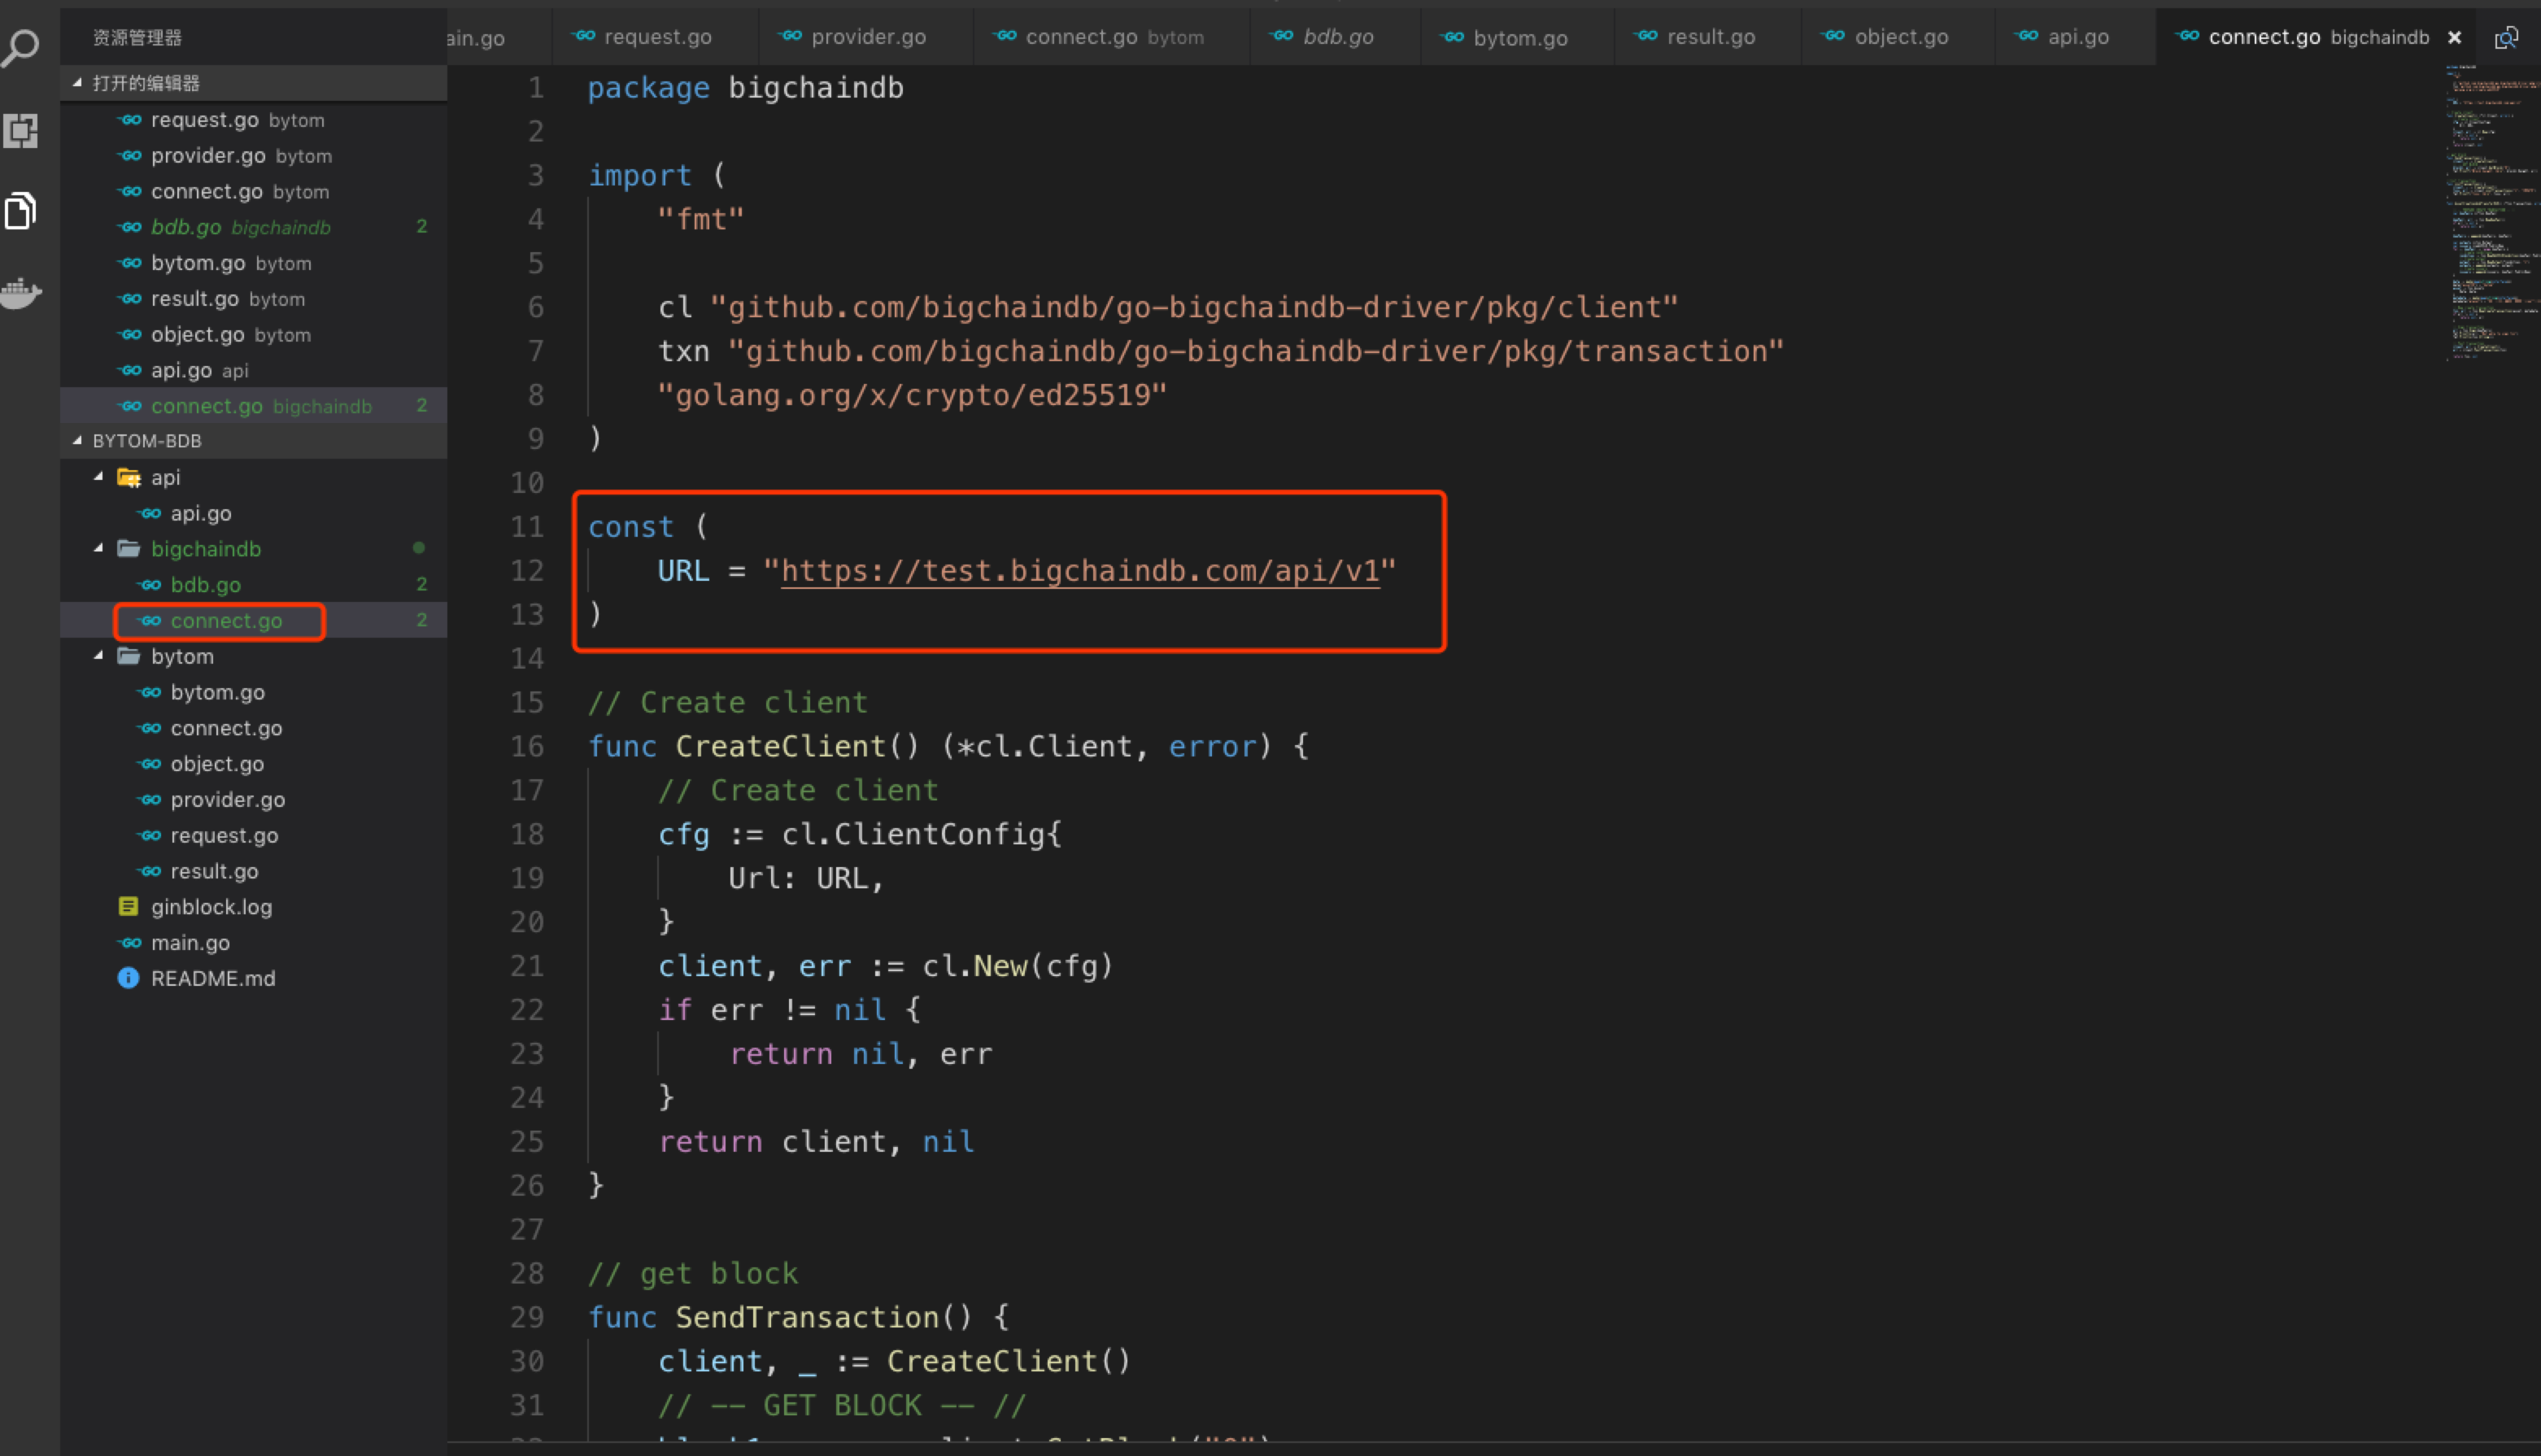 资源管理器
打开的编辑器
request.go bytom
provider.go bytom
connect.go bytom
bdb.go bigchaindb 2
bytom.go bytom
result.go bytom
object.go bytom
api.go api
connect.go bigchaindb 2
BYTOM-BDB
api
api.go
bigchaindb
bdb.go 2
connect.go 2
bytom
bytom.go
connect.go
object.go
provider.go
request.go
result.go
ginblock.log
main.go
README.md
ain.go request.go provider.go connect.go bytom bdb.go bytom.go result.go object.go api.go connect.go bigchaindb
1 package bigchaindb
2
3 import (
4 "fmt"
5
6 cl "github.com/bigchaindb/go-bigchaindb-driver/pkg/client"
7 txn "github.com/bigchaindb/go-bigchaindb-driver/pkg/transaction"
8 "golang.org/x/crypto/ed25519"
9 )
10
11 const (
12 URL = "https://test.bigchaindb.com/api/v1"
13 )
14
15 // Create client
16 func CreateClient() (*cl.Client, error) {
17 // Create client
18 cfg := cl.ClientConfig{
19 Url: URL,
20 }
21 client, err := cl.New(cfg)
22 if err != nil {
23 return nil, err
24 }
25 return client, nil
26 }
27
28 // get block
29 func SendTransaction() {
30 client, _ := CreateClient()
31 // -- GET BLOCK -- //